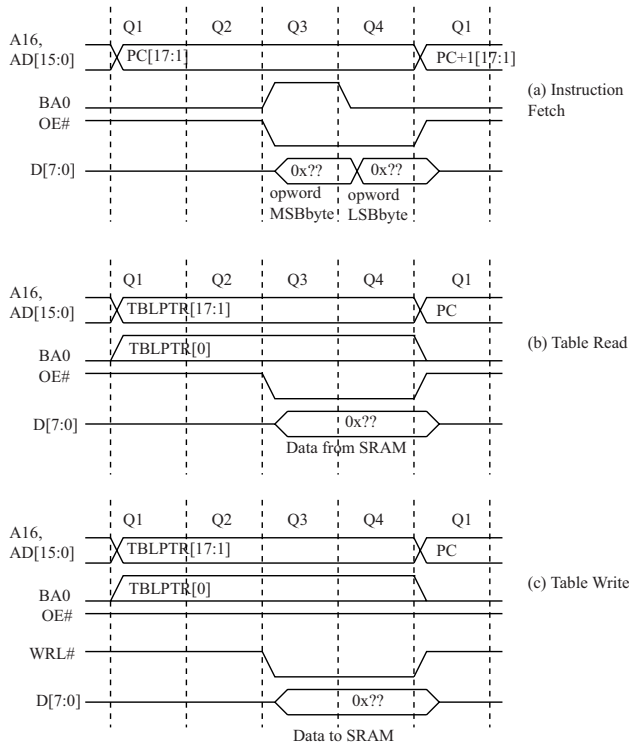 Q1 Q2 Q3 Q4 Q1
A16,
AD[15:0]
PC[17:1]
PC+1[17:1]
BA0
OE#
(a) Instruction
Fetch
D[7:0]
0x?? 0x??
opword opword
MSBbyte LSBbyte
Q1 Q2 Q3 Q4 Q1
A16,
AD[15:0]
TBLPTR[17:1]
PC
BA0
TBLPTR[0]
OE#
(b) Table Read
D[7:0]
0x??
Data from SRAM
Q1 Q2 Q3 Q4 Q1
A16,
AD[15:0]
TBLPTR[17:1]
PC
BA0
TBLPTR[0]
OE#
(c) Table Write
WRL#
D[7:0]
0x??
Data to SRAM